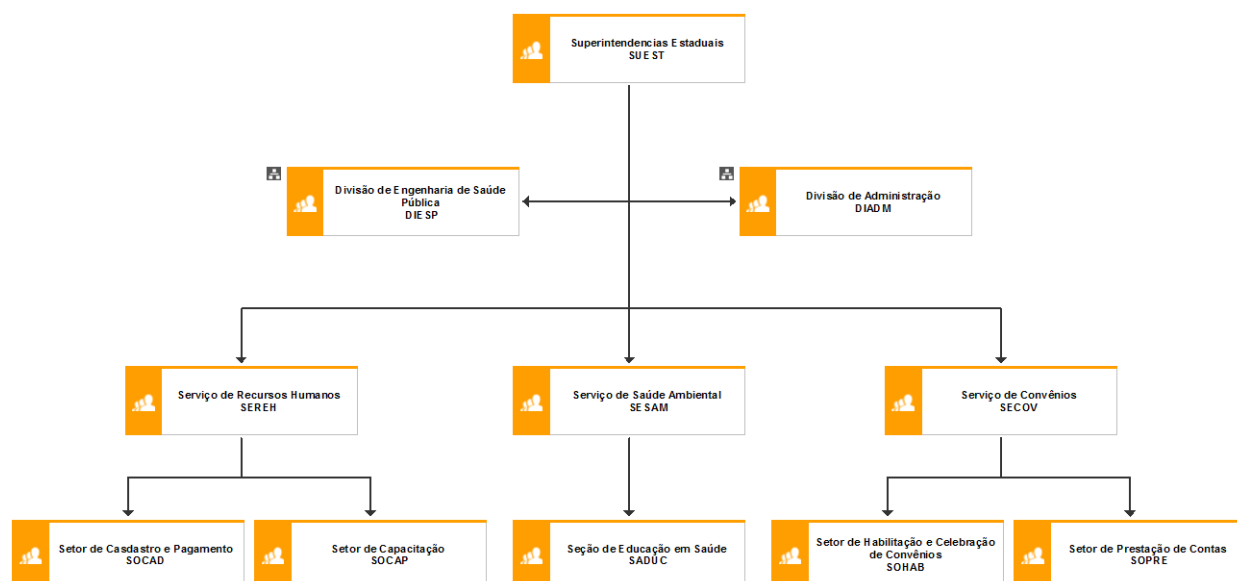 Superintendencias Estaduais
SUEST
Divisão de Engenharia de Saúde
Pública
DIESP
Divisão de Administração
DIADM
Serviço de Recursos Humanos
SEREH
Serviço de Saúde Ambiental
SESAM
Serviço de Convênios
SECOV
Setor de Casdastro e Pagamento
SOCAD
Setor de Capacitação
SOCAP
Seção de Educação em Saúde
SADUC
Setor de Habilitação e Celebração
de Convênios
SOHAB
Setor de Prestação de Contas
SOPRE